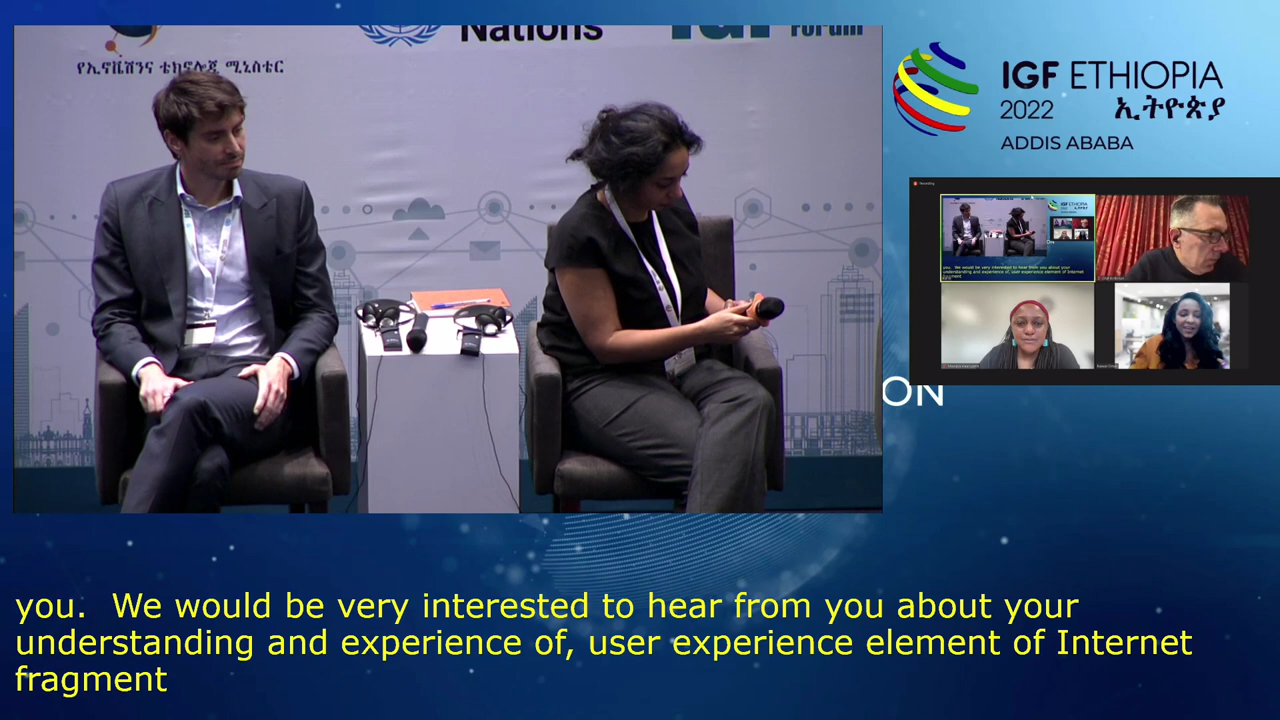 Nations
Forum
የኢኖቬሽንና ቴክኖሎጂ ሚኒስቴር
IGF ETHIOPIA
2022 ኢትዮጵያ
ADDIS ABABA
Recording
ON
you. We would be very interested to hear from you about your
understanding and experience of, user experience element of Internet
fragment